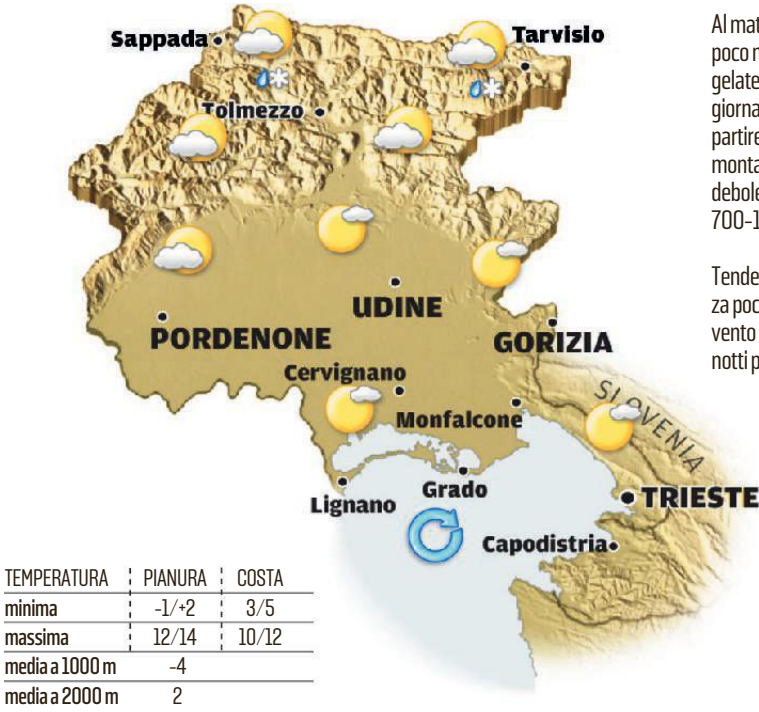 Sappada
Tarvisio
Tolmezzo
UDINE
PORDENONE
GORIZIA
Cervignano
Monfalcone
SLOVENIA
Lignano
Grado
TRIESTE
Capodistria
TEMPERATURA PIANURA COSTA
minima -1/+2 3/5
massima 12/14 10/12
media a 1000 m -4
media a 2000 m 2
Al mat
poco n
gelate
giorna
partire
monta
debole
700-1
Tende
za poc
vento
notti p